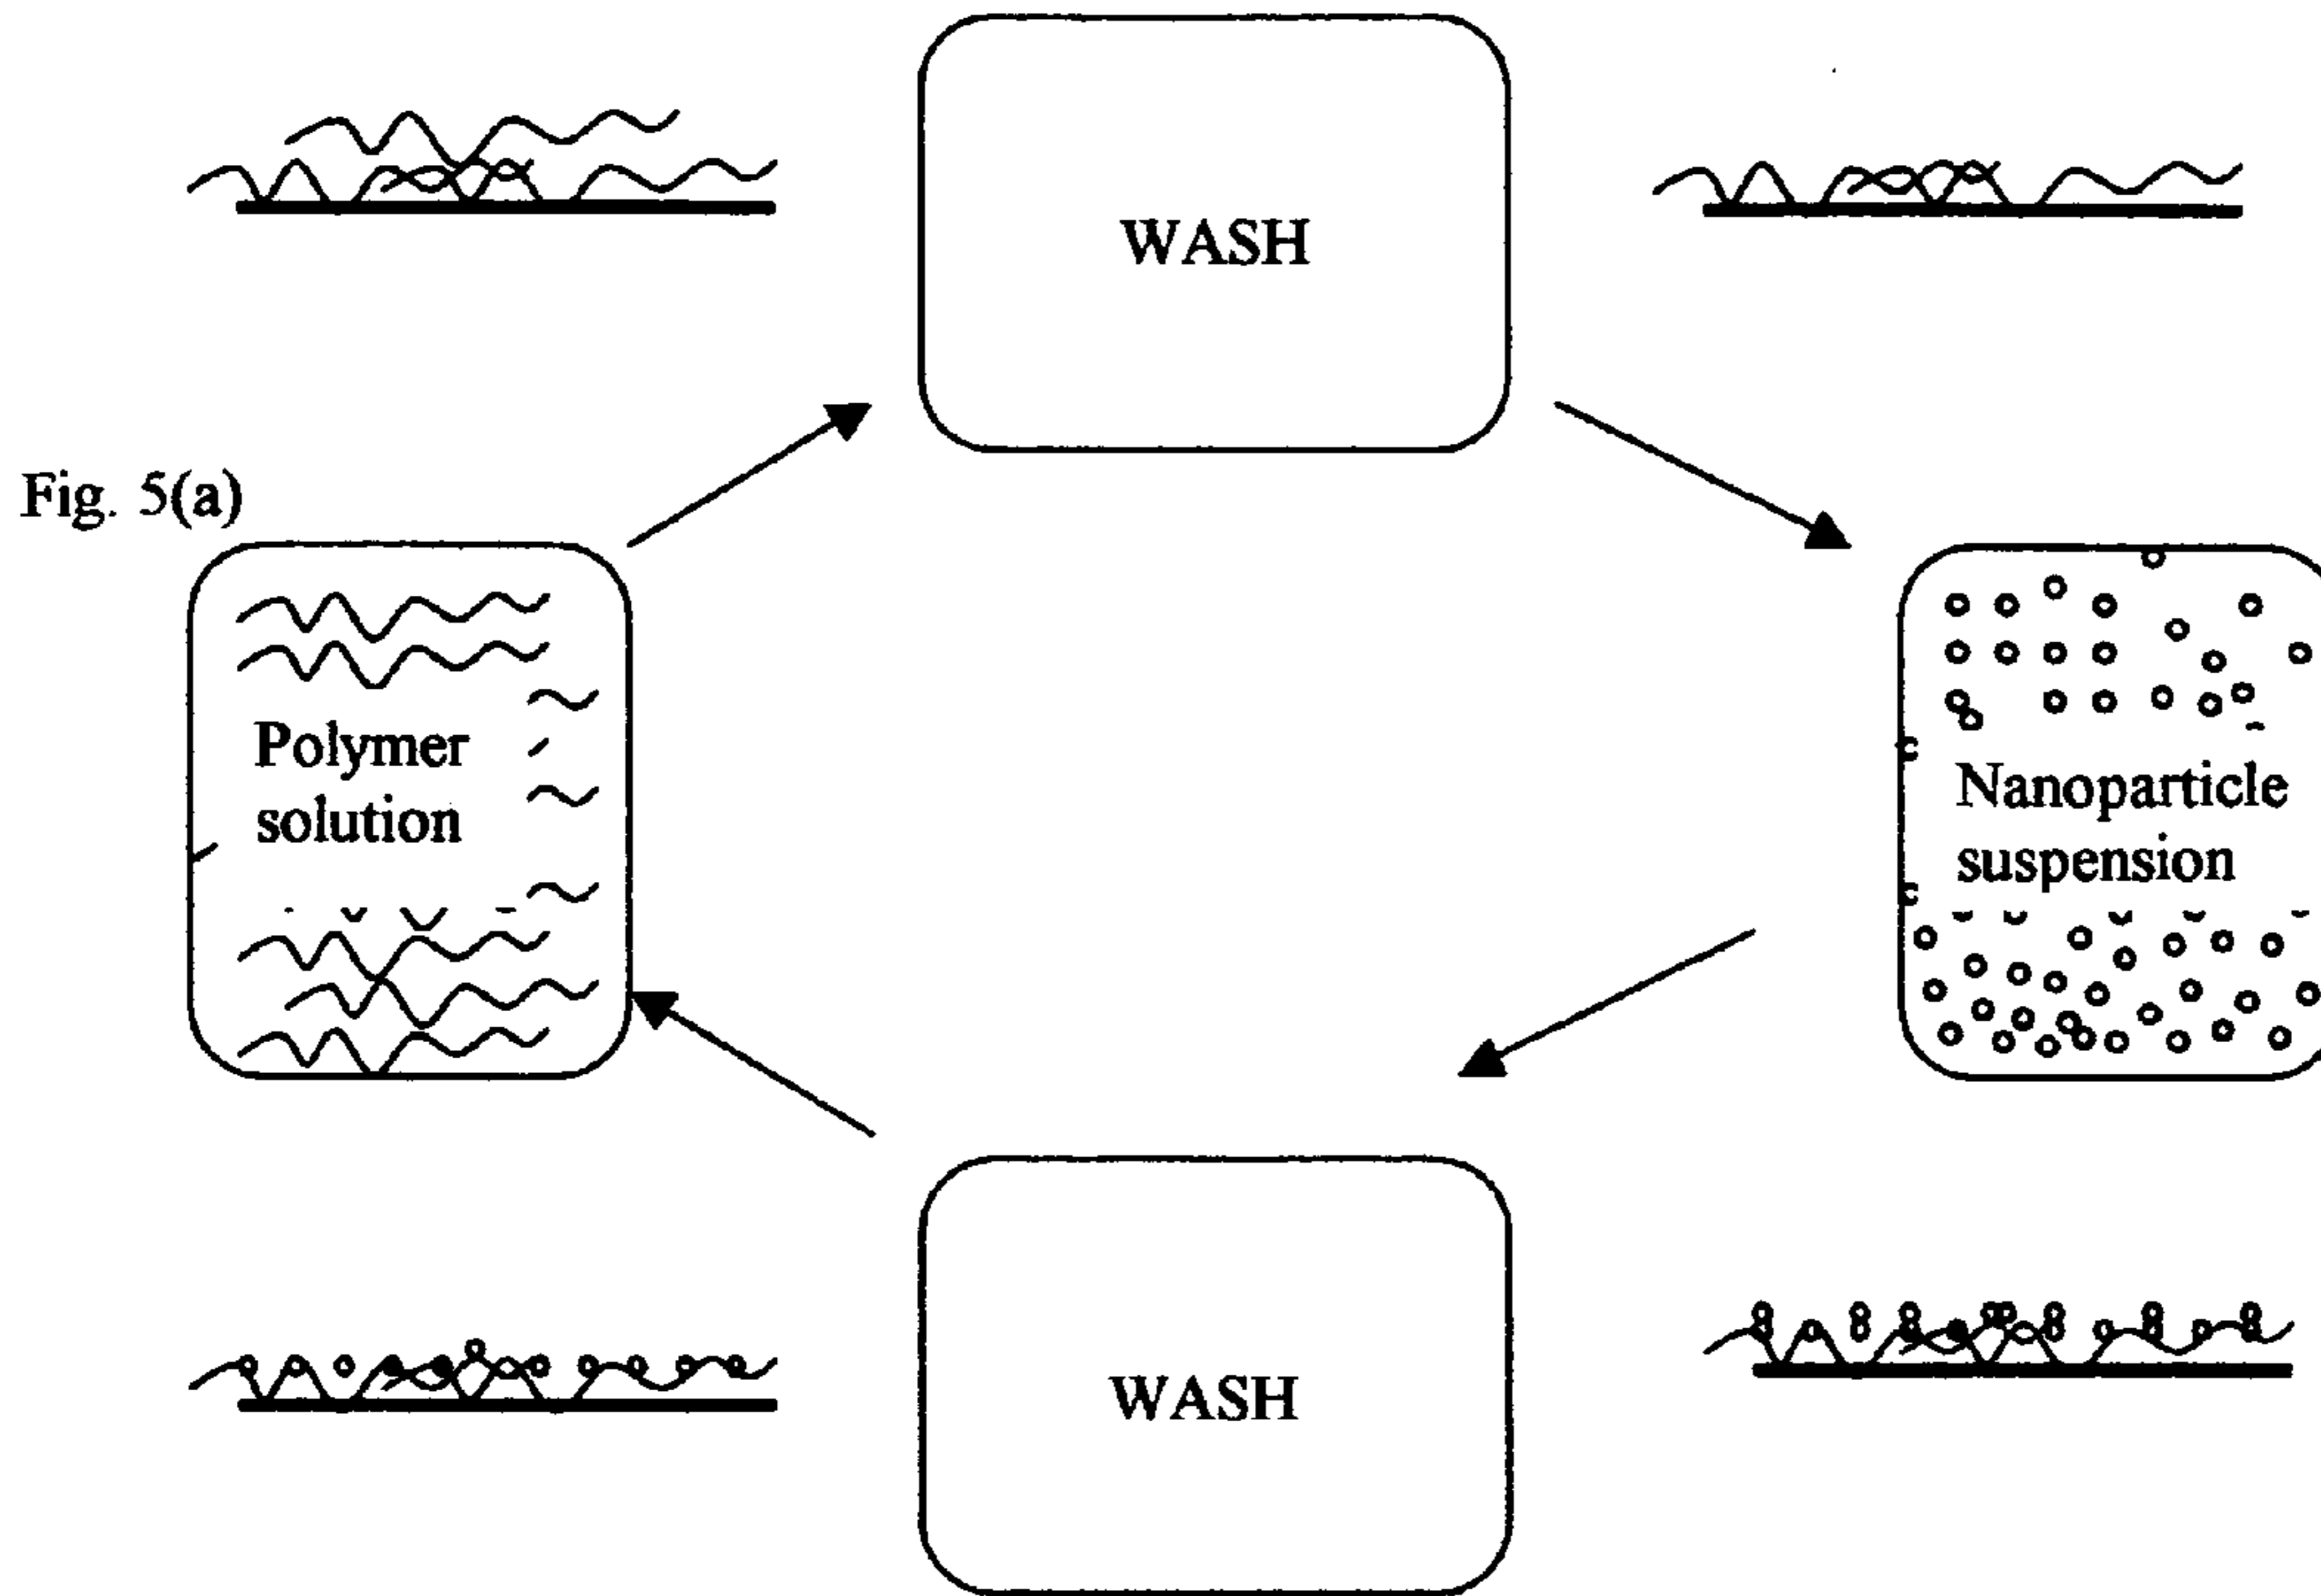 WASH
Fig. 5(a)
Polymer
solution
Nanoparticle
suspension
WASH